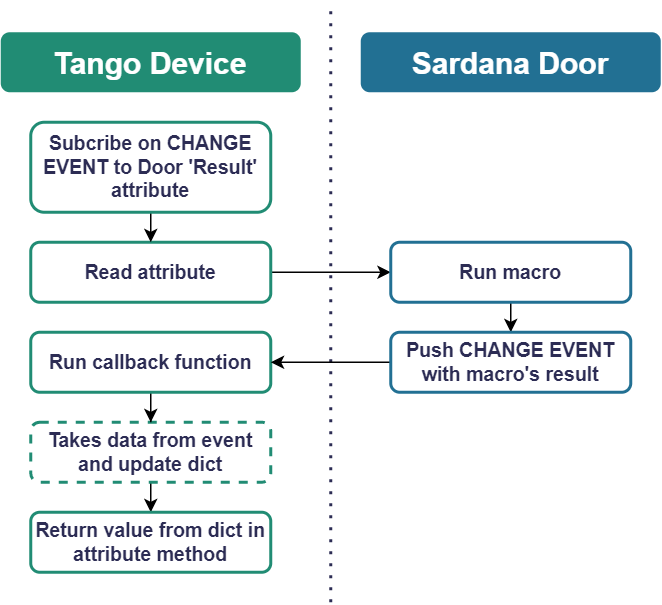 Tango Device
Sardana Door
Subcribe on CHANGE
EVENT to Door 'Result'
attribute
Read attribute
Run macro
Run callback function
Push CHANGE EVENT
with macro's result
Takes data from event
and update dict
Return value from dict in
attribute method